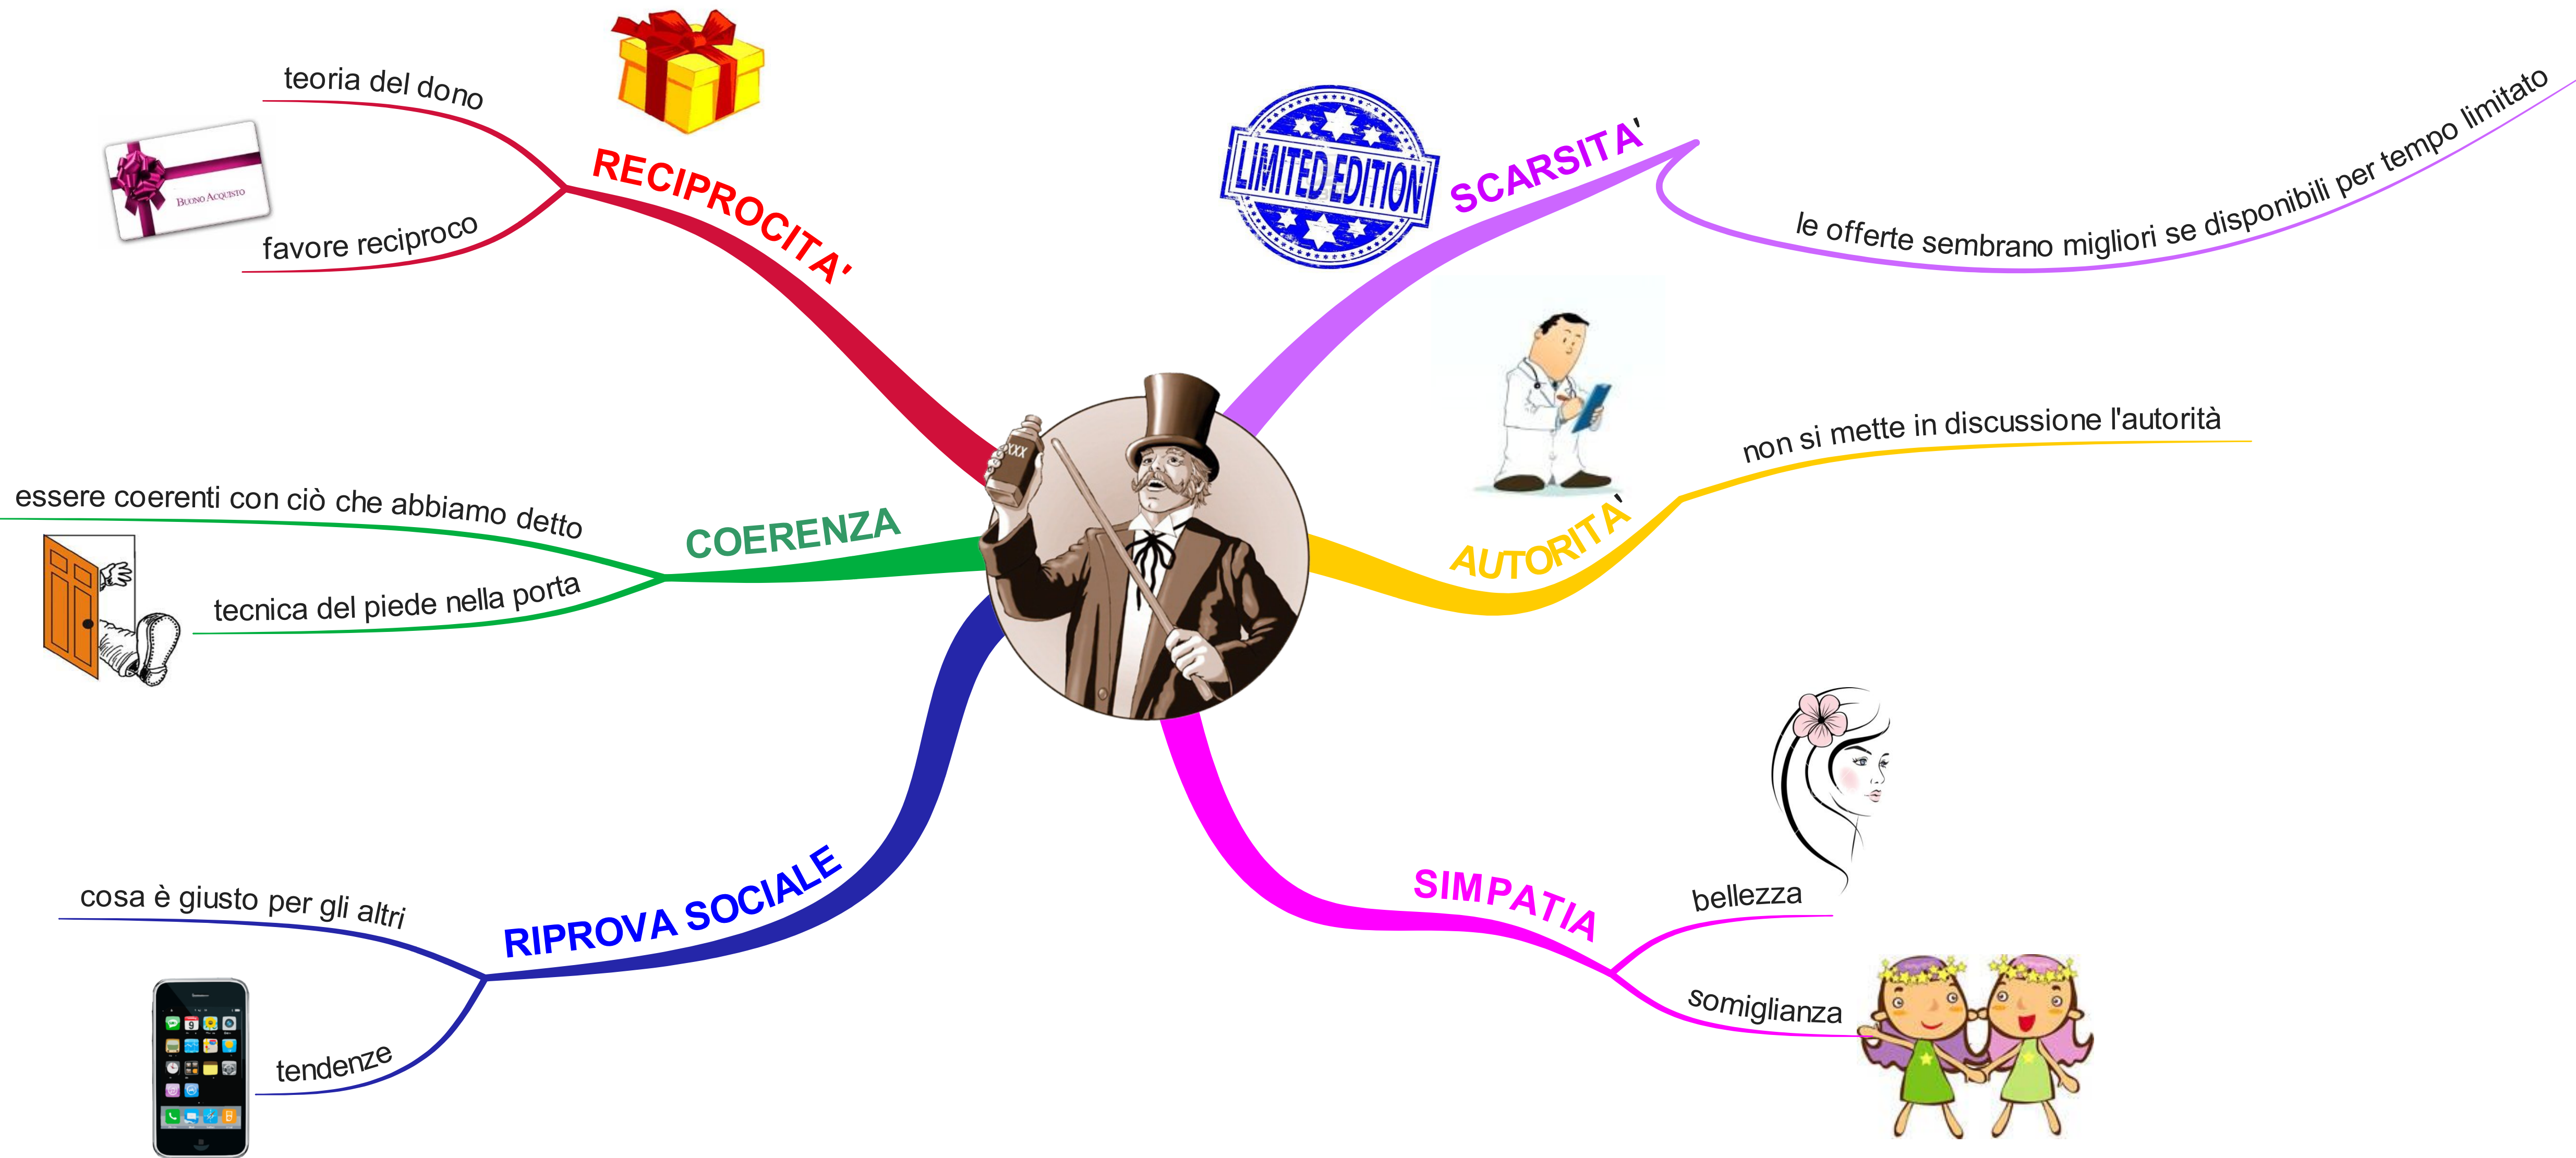 teoria del dono
RECIPROCITA'
BUONO ACQUISTO
favore reciproco
LIMITED EDITION
SCARSITA'
le offerte sembrano migliori se disponibili per tempo limitato
non si mette in discussione l'autorità
AUTORITA`
essere coerenti con ciò che abbiamo detto
COERENZA
tecnica del piede nella porta
XXX
cosa è giusto per gli altri
RIPROVA SOCIALE
tendenze
9
SIMPATIA
bellezza
somiglianza